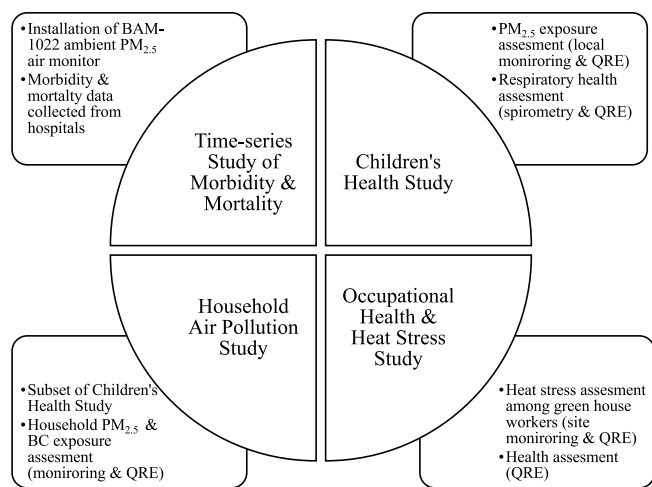 •Installation of BAM-
1022 ambient PM2.5
air monitor
•Morbidity &
mortalty data
collected from
hospitals
•PM2.5 exposure
assesment (local
moniroring & QRE)
•Respiratory health
assesment
(spirometry & QRE)
Time-series
Study of
Morbidity &
Mortality
Children's
Health Study
Household
Air Pollution
Study
Occupational
Health &
Heat Stress
Study
•Subset of Children's
Health Study
•Household PM2.5 &
BC exposure
assesment
(moniroring & QRE)
•Heat stress assesment
among green house
workers (site
moniroring & QRE)
•Health assesment
(QRE)